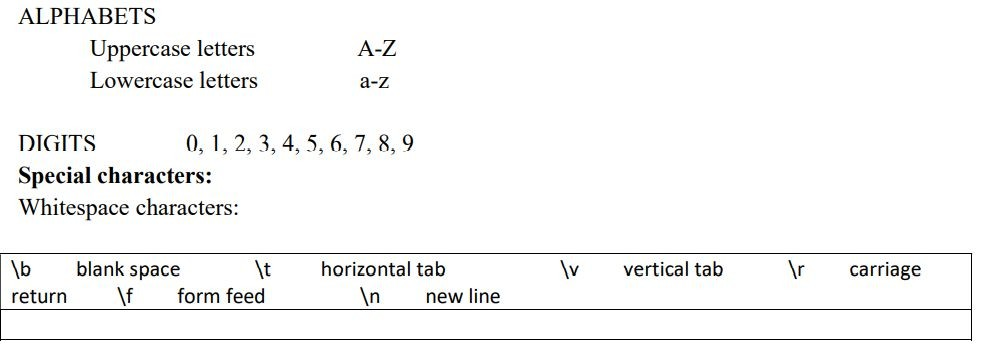 ALPHABETS
Uppercase letters A-Z
Lowercase letters a-z
DIGITS 0, 1, 2, 3, 4, 5, 6, 7, 8, 9
Special characters:
Whitespace characters:
\b blank space \t horizontal tab \v vertical tab \r carriage
return \f form feed \n new line